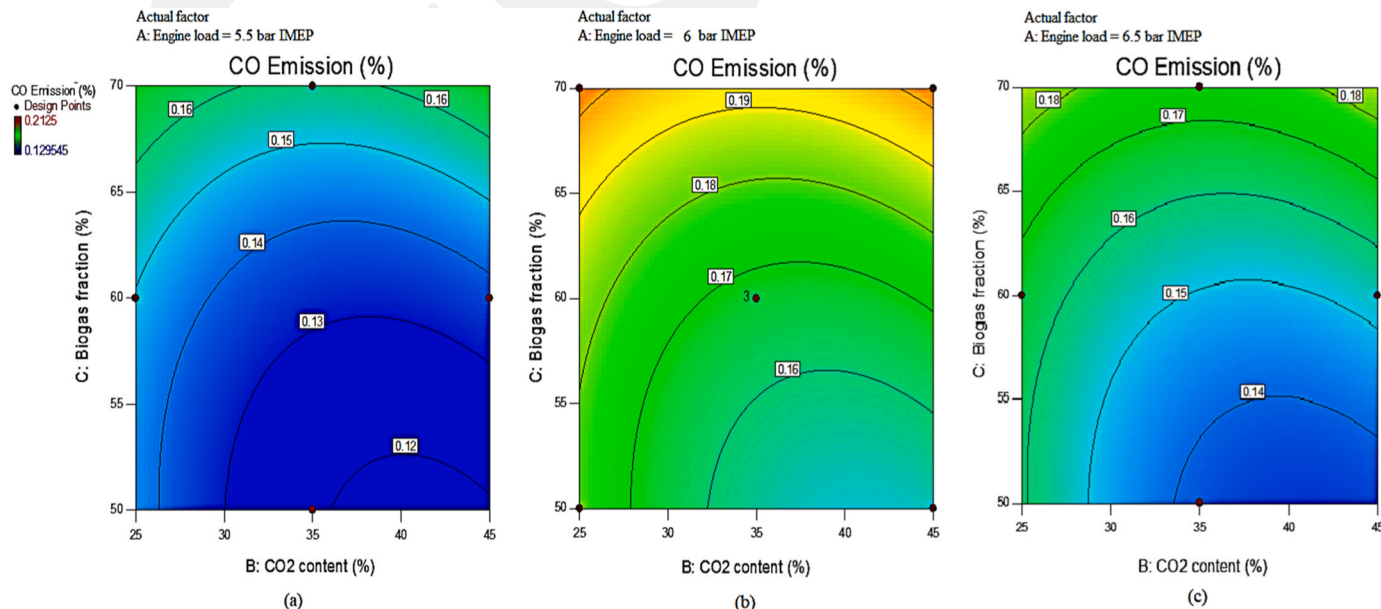 Actual factor
A: Engine load = 5.5 bar IMEP
CO Emission (%)
CO Emission (%)
Design Points
0.2125
0.129545
70
65
60
55
50
C: Biogas fraction (%)
0.16
0.16
0.15
0.14
0.13
0.12
25
30
35
40
45
B: CO2 content (%)
(a)
Actual factor
A: Engine load = 6 bar IMEP
CO Emission (%)
70
65
60
55
50
C: Biogas fraction (%)
0.19
0.18
0.17
3
0.16
25
30
35
40
45
B: CO2 content (%)
(b)
Actual factor
A: Engine load = 6.5 bar IMEP
CO Emission (%)
70
65
60
55
50
C: Biogas fraction (%)
0.18
0.18
0.17
0.16
0.15
0.14
25
30
35
40
45
B: CO2 content (%)
(c)